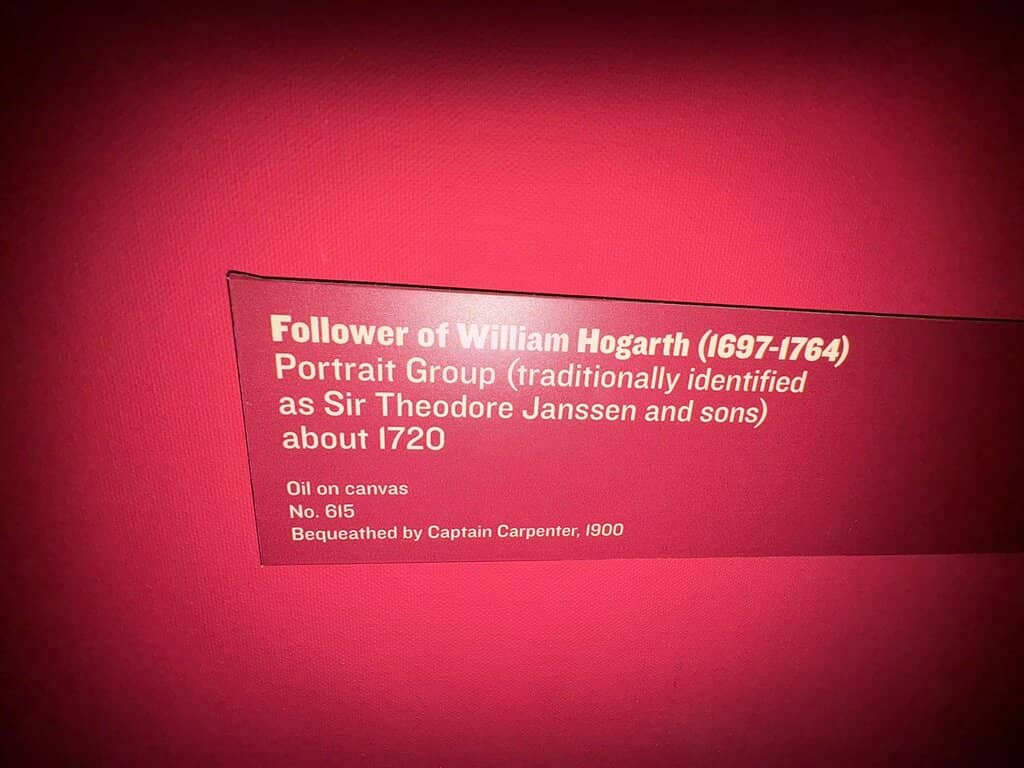 Follower of William Hogarth (1697-1764)
Portrait Group (traditionally identified
as Sir Theodore Janssen and sons)
about 1720
Oil on canvas
No. 615
Bequeathed by Captain Carpenter, 1900